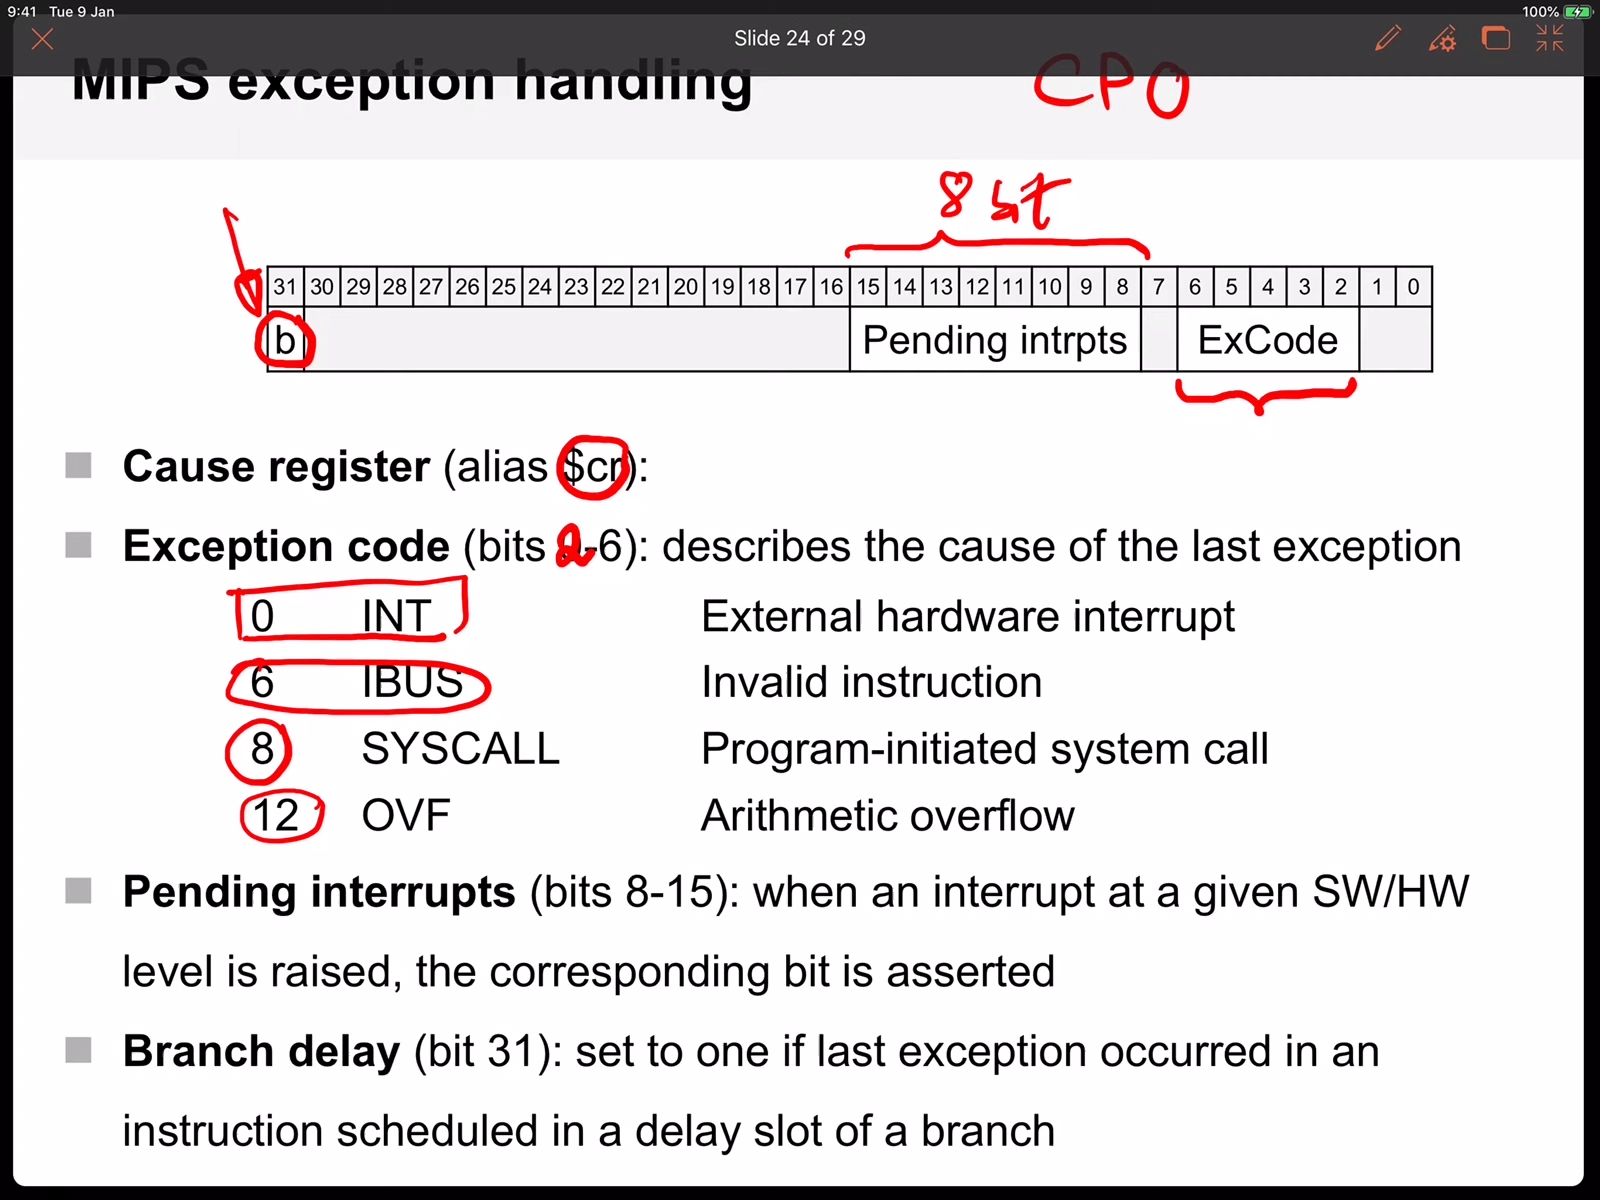 9:41 Tue 9 Jan 100%
Slide 24 of 29
MIPS exception handling CP0
8 bit
31 30 29 28 27 26 25 24 23 22 21 20 19 18 17 16 15 14 13 12 11 10 9 8 7 6 5 4 3 2 1 0
b Pending intrpts ExCode
Cause register (alias $cr):
Exception code (bits 2-6): describes the cause of the last exception
0 INT External hardware interrupt
6 IBUS Invalid instruction
8 SYSCALL Program-initiated system call
12 OVF Arithmetic overflow
Pending interrupts (bits 8-15): when an interrupt at a given SW/HW
level is raised, the corresponding bit is asserted
Branch delay (bit 31): set to one if last exception occurred in an
instruction scheduled in a delay slot of a branch